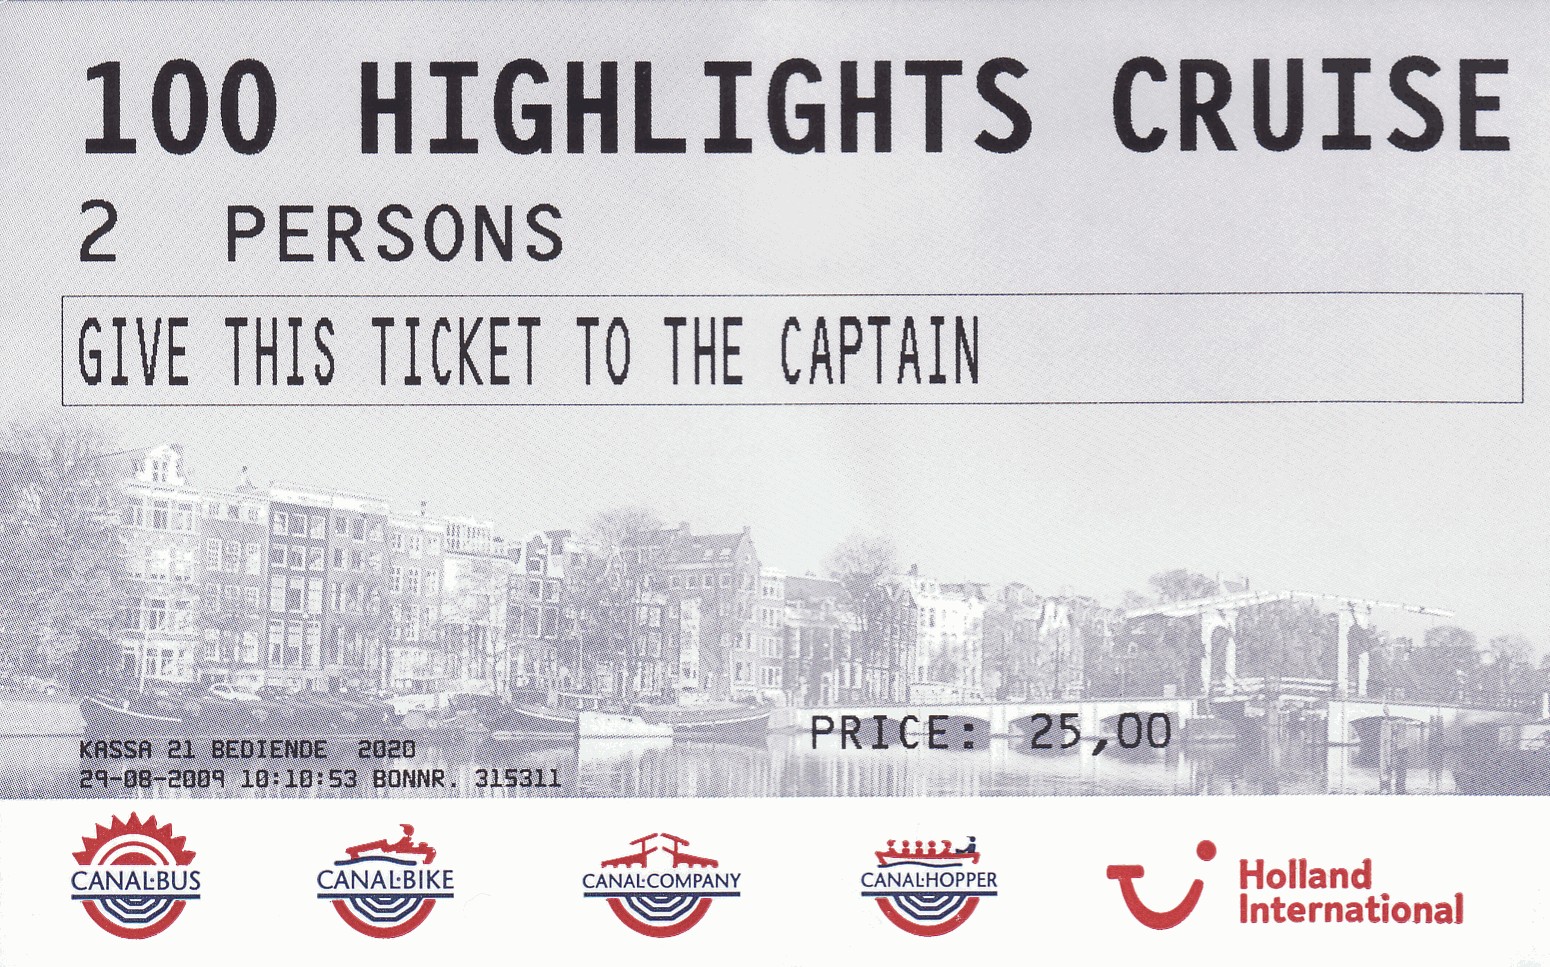 100 HIGHLIGHTS CRUISE
2 PERSONS
GIVE THIS TICKET TO THE CAPTAIN
PRICE: 25,00
KASSA 21 BEDIENDE 2020
29-08-2009 10:10:53 BONNR. 315311
CANAL·BUS
CANAL·BIKE
CANAL·COMPANY
CANAL·HOPPER
Holland
International